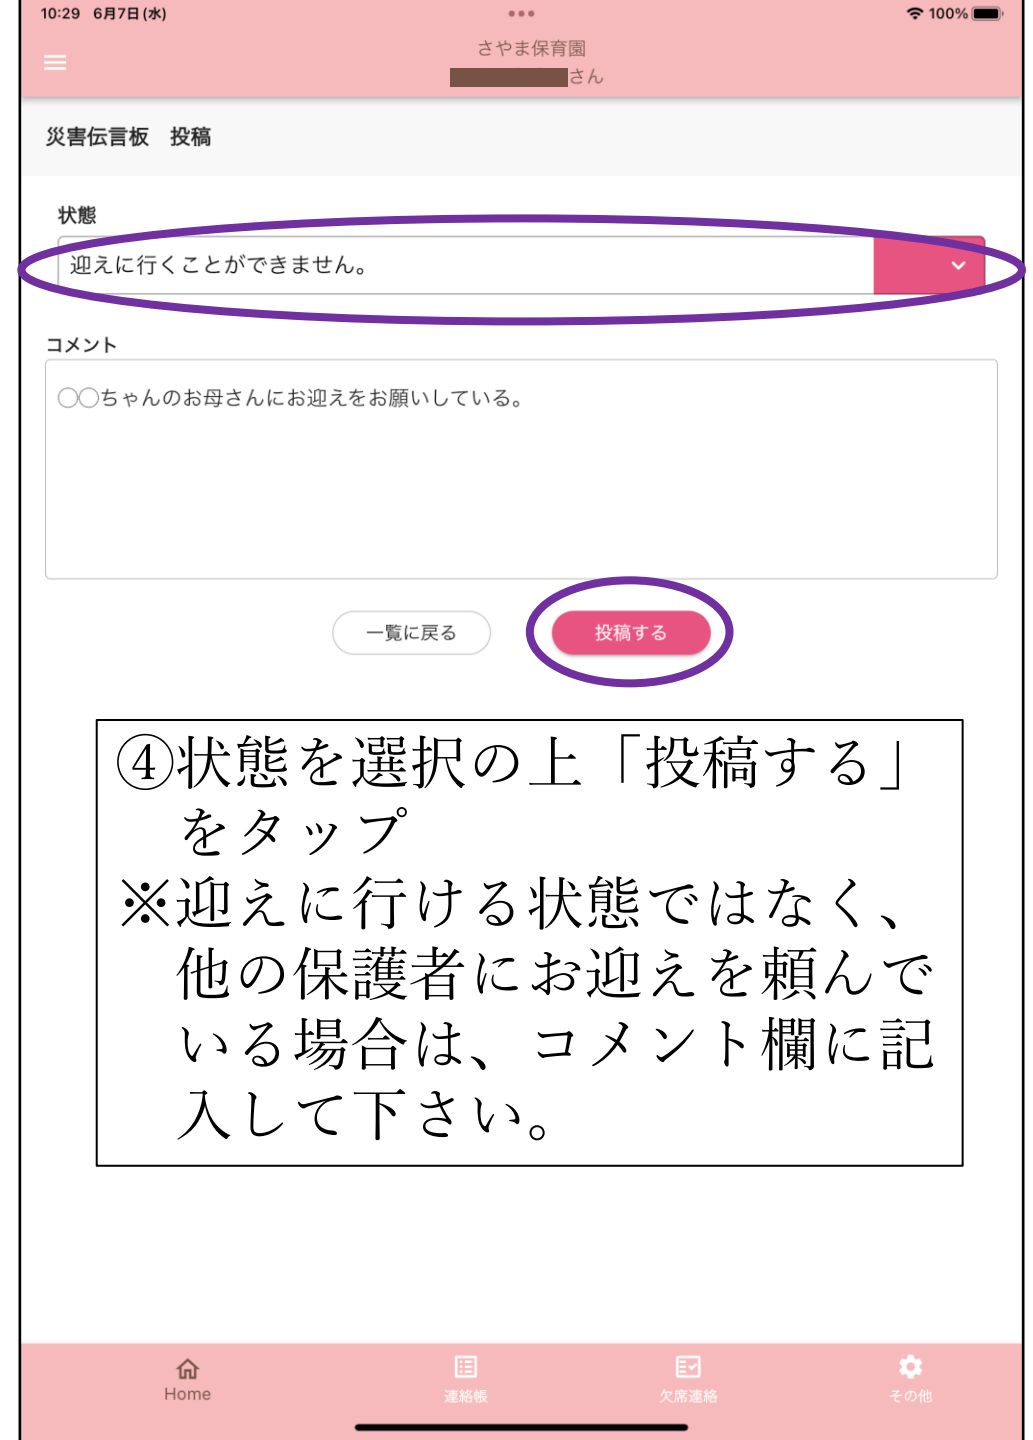 10:29 6月7日(水)
100%
さやま保育園
さん
災害伝言板 投稿
状態
迎えに行くことができません。
コメント
○○ちゃんのお母さんにお迎えをお願いしている。
一覧に戻る
投稿する
④状態を選択の上「投稿する」
をタップ
※迎えに行ける状態ではなく、
他の保護者にお迎えを頼んで
いる場合は、コメント欄に記
入して下さい。
Home
連絡帳
欠席連絡
その他